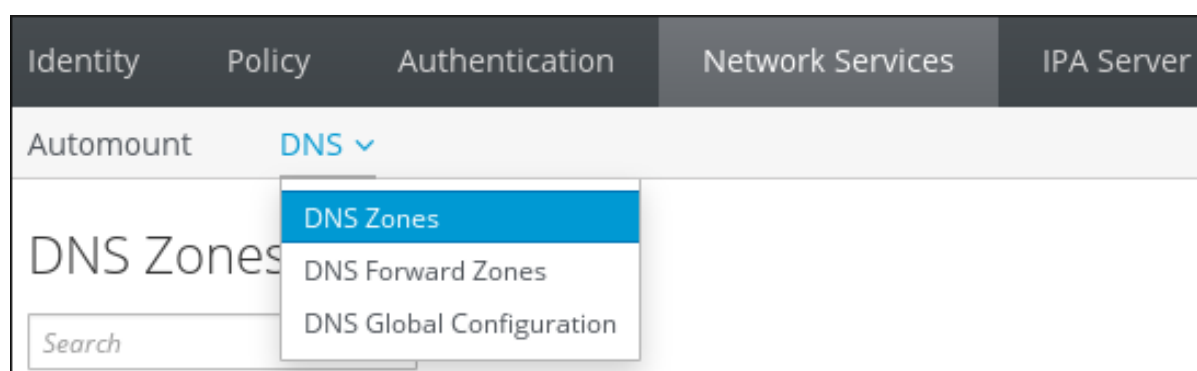 Identity Policy Authentication Network Services IPA Server
Automount DNS
DNS Zones
DNS Forward Zones
DNS Global Configuration
DNS Zones
Search